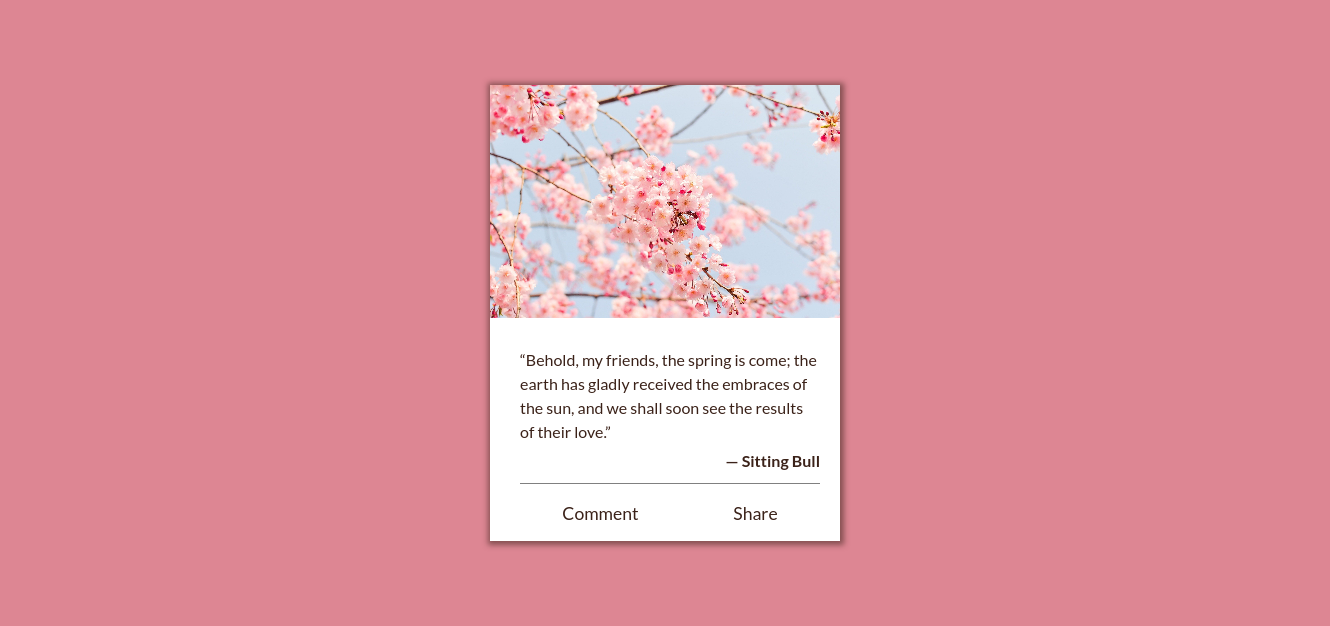 “Behold, my friends, the spring is come; the
earth has gladly received the embraces of
the sun, and we shall soon see the results
of their love.”
— Sitting Bull
Comment Share